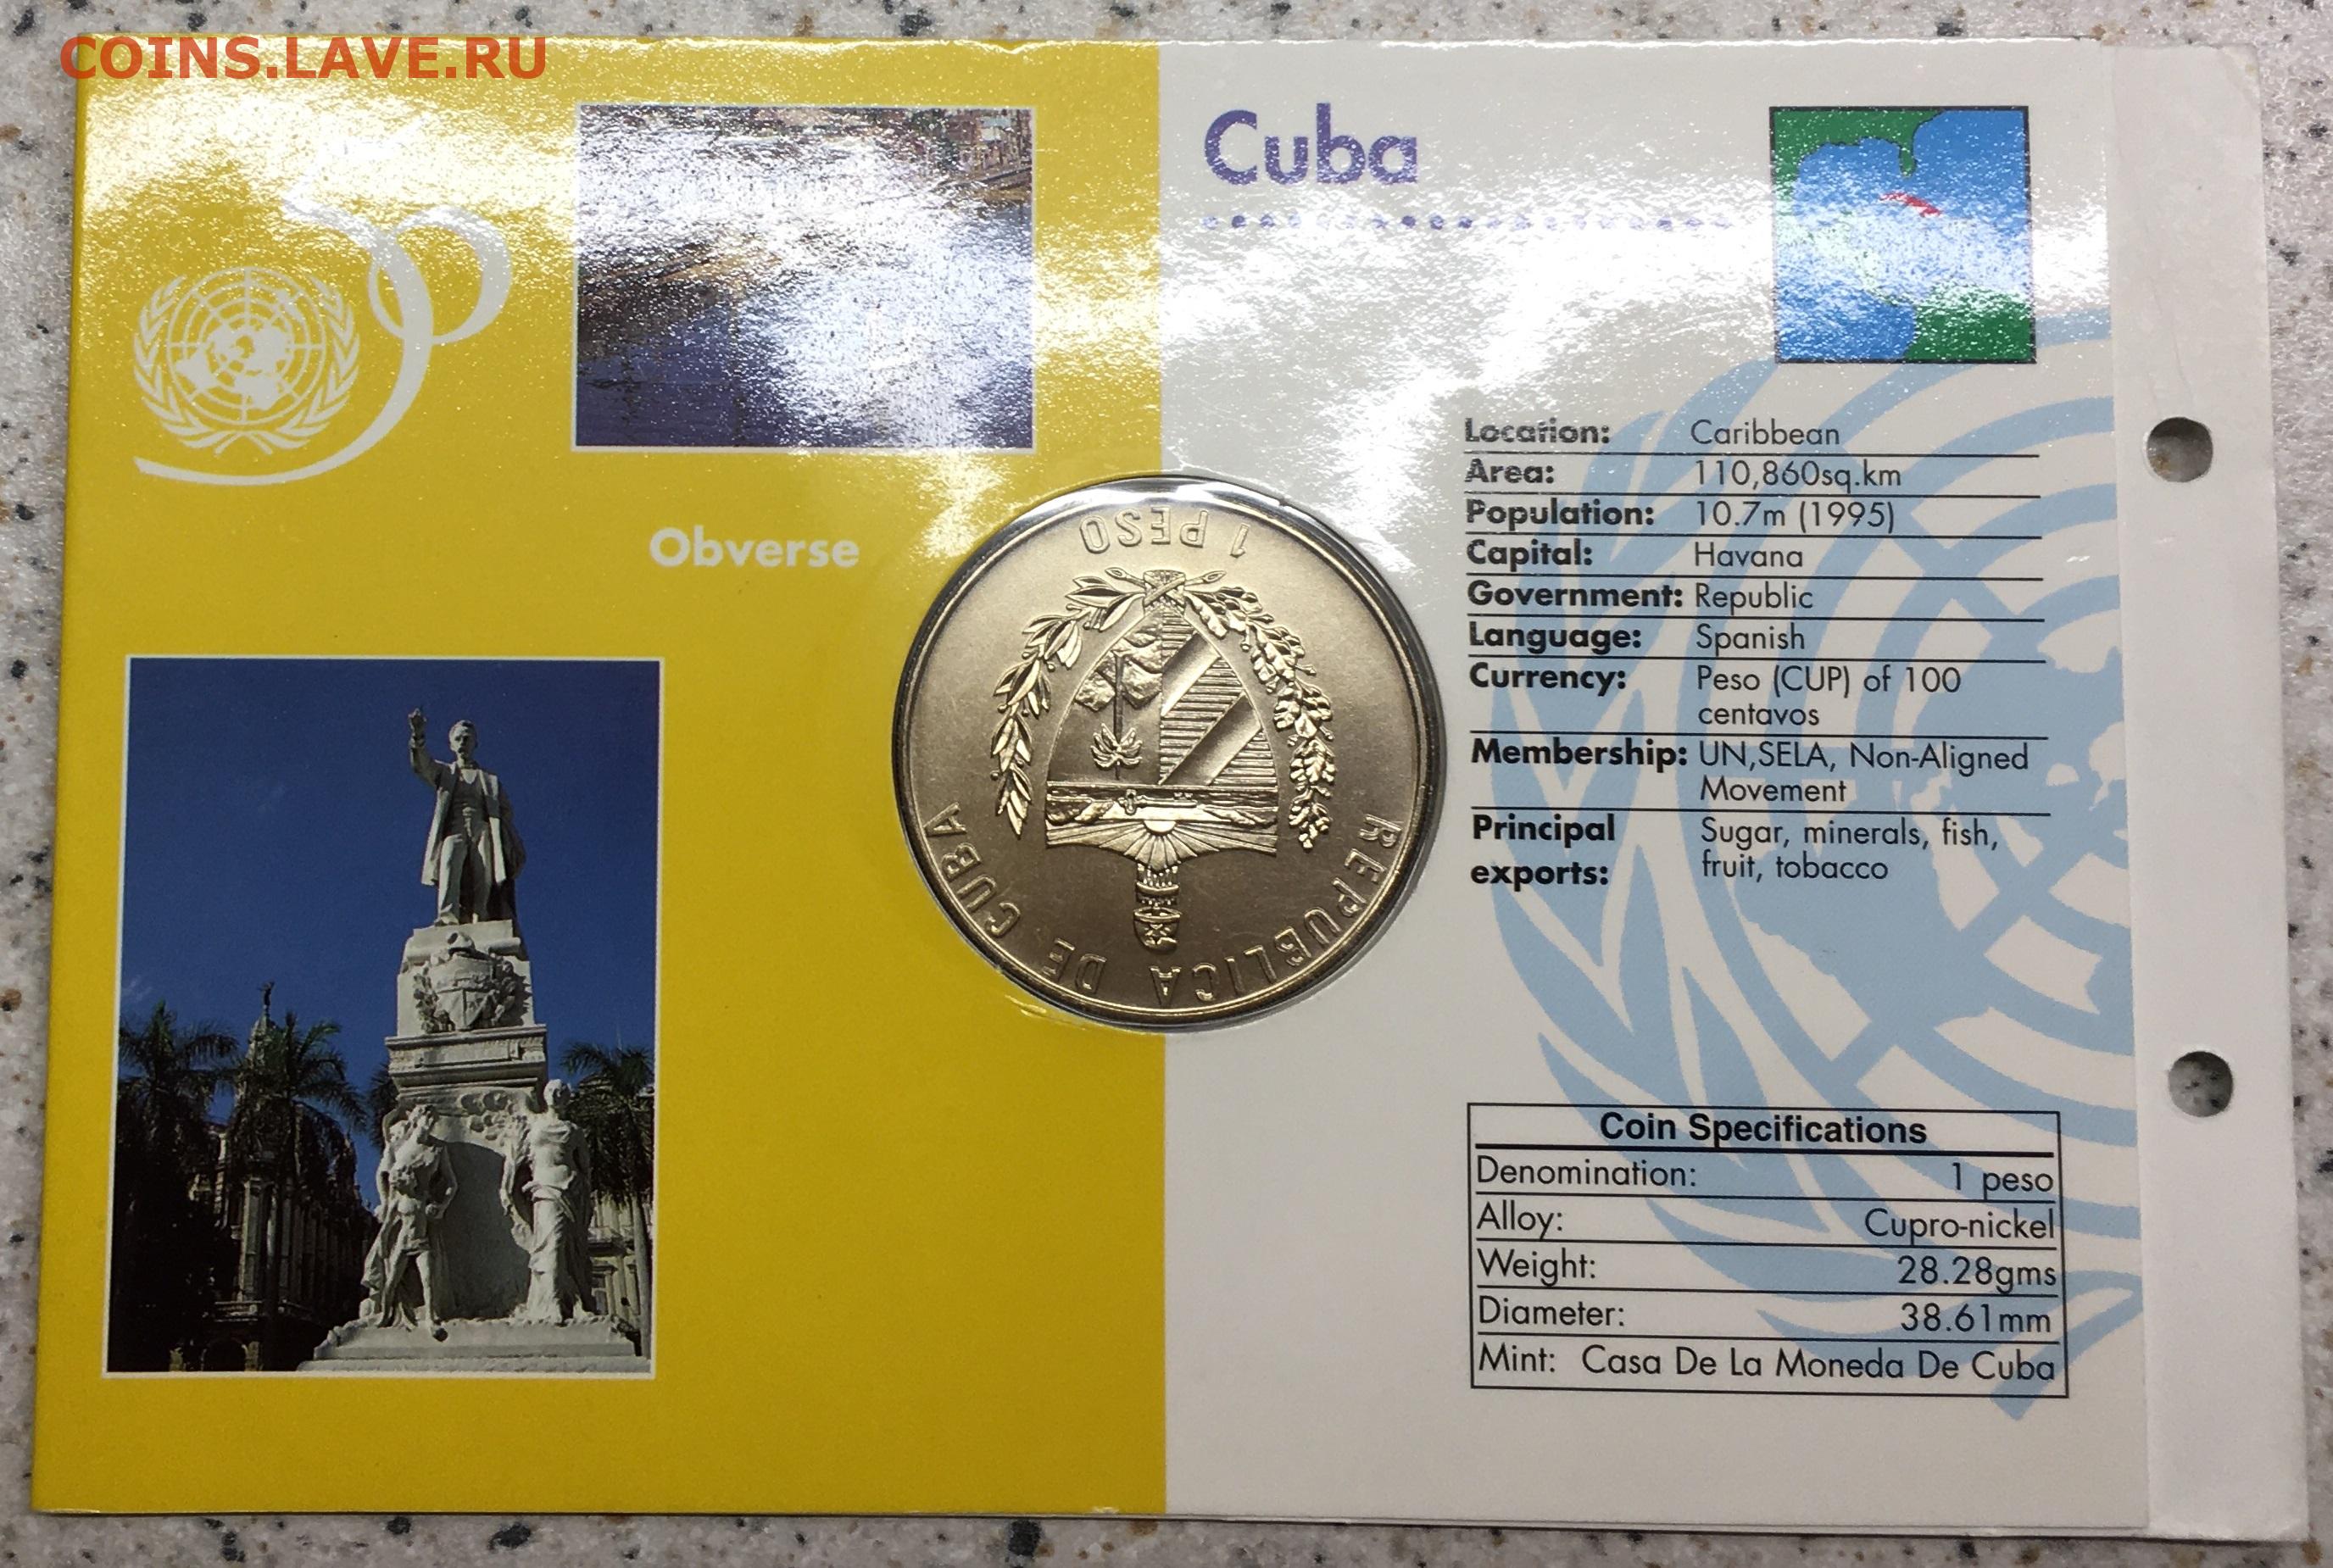 COINS.LAVE.RU
Cuba
Obverse
1 PESO
REPUBLICA DE CUBA
Location: Caribbean
Area: 110,860sq.km
Population: 10.7m (1995)
Capital: Havana
Government: Republic
Language: Spanish
Currency: Peso (CUP) of 100
centavos
Membership: UN,SELA, Non-Aligned
Movement
Principal Sugar, minerals, fish,
exports: fruit, tobacco
Coin Specifications
Denomination: 1 peso
Alloy: Cupro-nickel
Weight: 28.28gms
Diameter: 38.61mm
Mint: Casa De La Moneda De Cuba